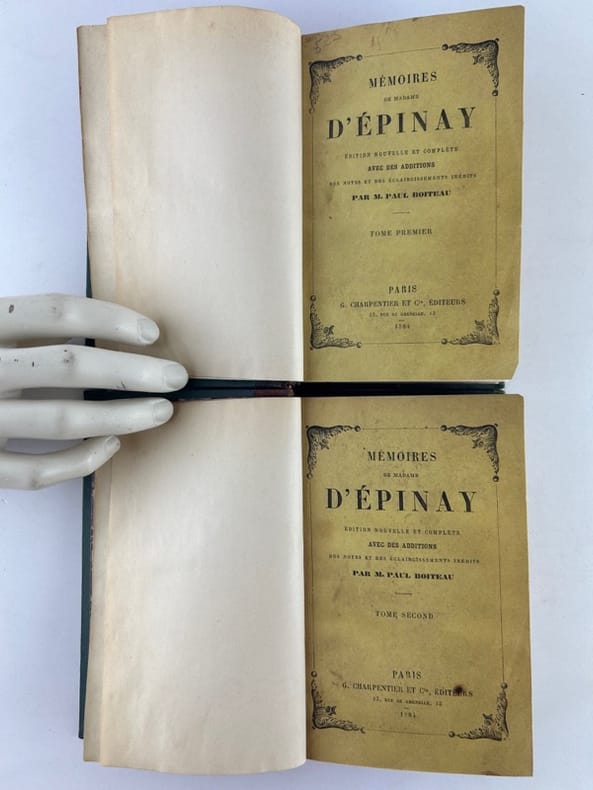 MÉMOIRES
DE MADAME
D'ÉPINAY
ÉDITION NOUVELLE ET COMPLÈTE
AVEC DES ADDITIONS
DES NOTES ET DES ÉCLAIRCISSEMENTS INÉDITS
PAR M. PAUL BOITEAU
TOME PREMIER
PARIS
G. CHARPENTIER ET Cie, ÉDITEURS
13, RUE DE GRENELLE, 13
1884
MÉMOIRES
DE MADAME
D'ÉPINAY
ÉDITION NOUVELLE ET COMPLÈTE
AVEC DES ADDITIONS
DES NOTES ET DES ÉCLAIRCISSEMENTS INÉDITS
PAR M. PAUL BOITEAU
TOME SECOND
PARIS
G. CHARPENTIER ET Cie, ÉDITEURS
13, RUE DE GRENELLE, 13
1884